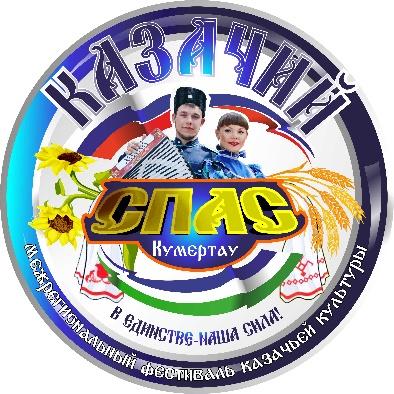 КАЗАЧИЙ
СПАС
Кумертау
В ЕДИНСТВЕ-НАША СИЛА!
МЕЖРЕГИОНАЛЬНЫЙ ФЕСТИВАЛЬ КАЗАЧЬЕЙ КУЛЬТУРЫ